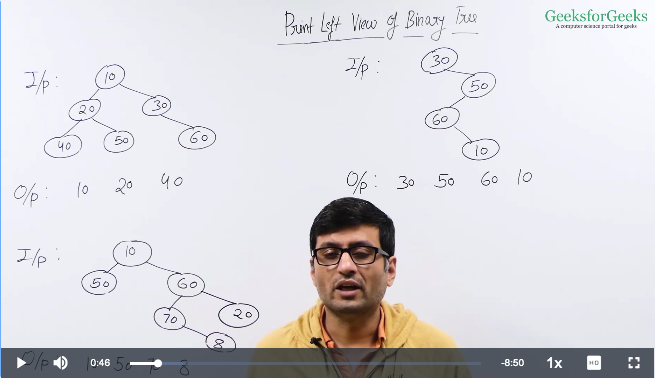 Print Left View of Binary Tree
GeeksforGeeks
A computer science portal for geeks
I/p:
10
20 30
40 50 60
O/p: 10 20 40
I/p:
30
50
60
10
O/p: 30 50 60 10
I/p:
10
50 60
70 20
8
O/p: 10 50 70 8
0:46 -8:50 1x HD